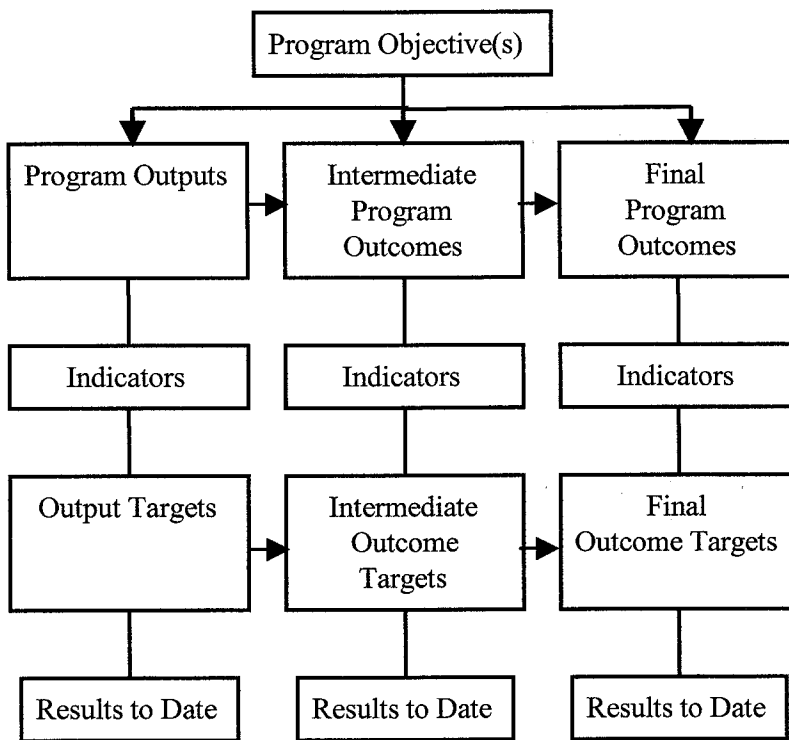 Program Objective(s)
Program Outputs
Intermediate
Program
Outcomes
Final
Program
Outcomes
Indicators
Indicators
Indicators
Output Targets
Intermediate
Outcome
Targets
Final
Outcome Targets
Results to Date
Results to Date
Results to Date